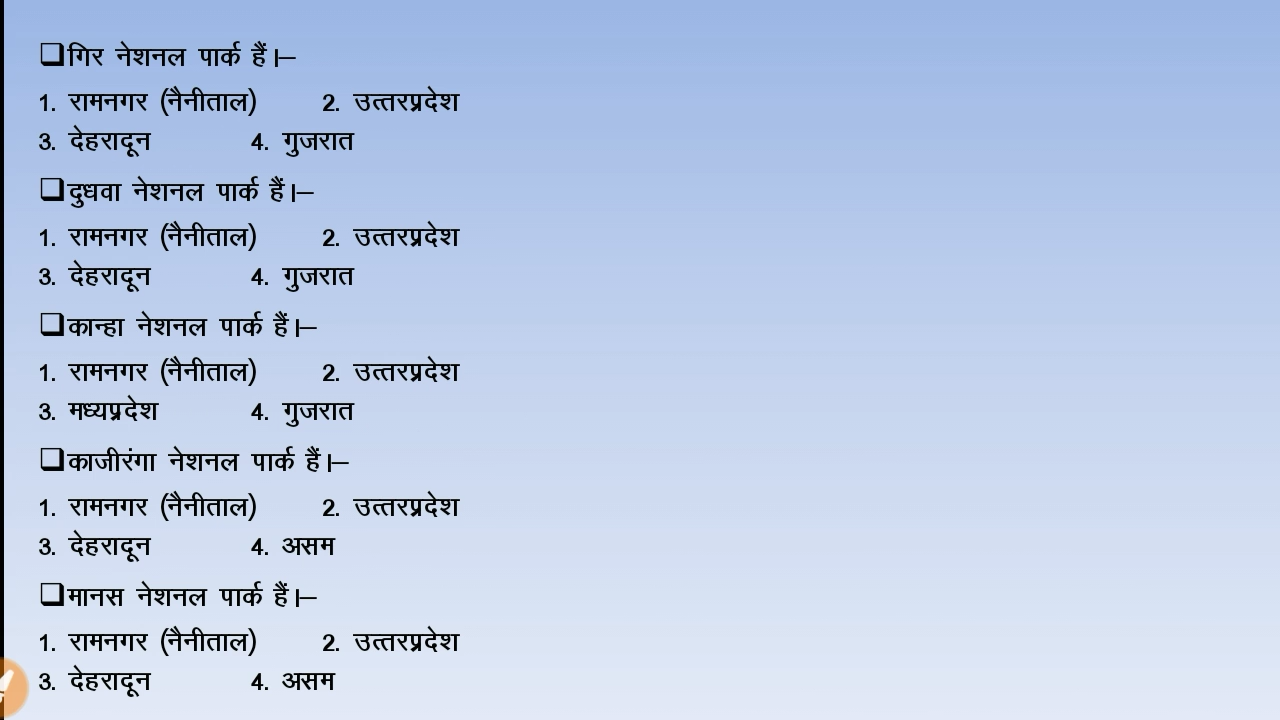 ❑गिर नेशनल पार्क हैं।–
1. रामनगर (नैनीताल) 2. उत्तरप्रदेश
3. देहरादून 4. गुजरात
❑दुधवा नेशनल पार्क हैं।–
1. रामनगर (नैनीताल) 2. उत्तरप्रदेश
3. देहरादून 4. गुजरात
❑कान्हा नेशनल पार्क हैं।–
1. रामनगर (नैनीताल) 2. उत्तरप्रदेश
3. मध्यप्रदेश 4. गुजरात
❑काजीरंगा नेशनल पार्क हैं।–
1. रामनगर (नैनीताल) 2. उत्तरप्रदेश
3. देहरादून 4. असम
❑मानस नेशनल पार्क हैं।–
1. रामनगर (नैनीताल) 2. उत्तरप्रदेश
3. देहरादून 4. असम